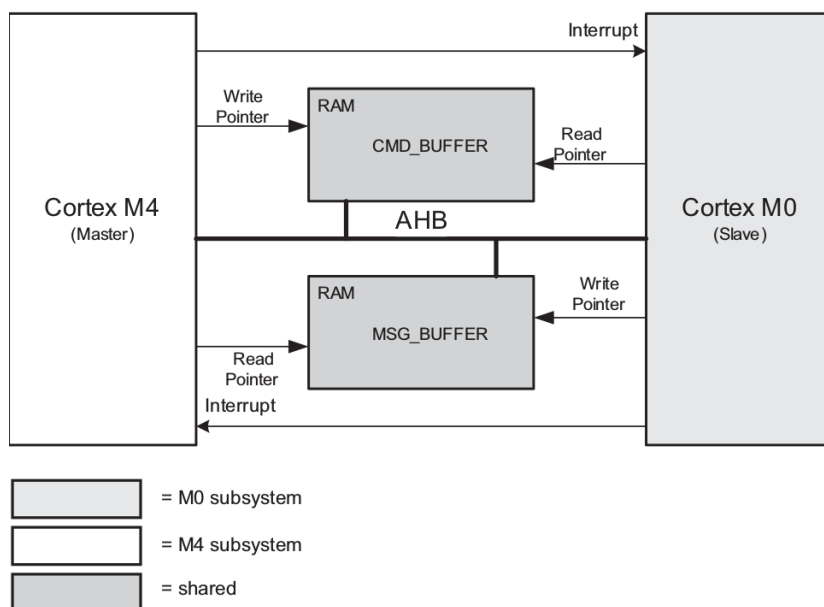 Interrupt
Write
Pointer
RAM
CMD_BUFFER
Read
Pointer
Cortex M4
(Master)
AHB
Cortex M0
(Slave)
RAM
MSG_BUFFER
Write
Pointer
Read
Pointer
Interrupt
= M0 subsystem
= M4 subsystem
= shared